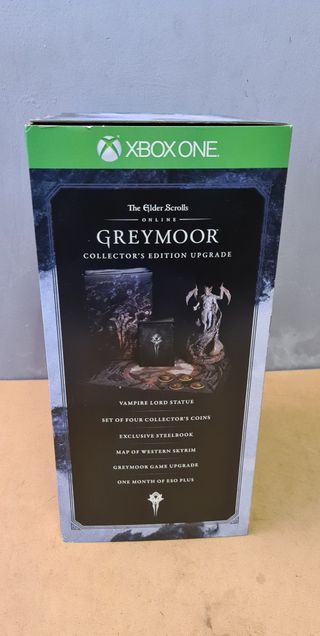 XBOX ONE
The Elder Scrolls
ONLINE
GREYMOOR
COLLECTOR'S EDITION UPGRADE
VAMPIRE LORD STATUE
SET OF FOUR COLLECTOR'S COINS
EXCLUSIVE STEELBOOK
MAP OF WESTERN SKYRIM
GREYMOOR GAME UPGRADE
ONE MONTH OF ESO PLUS